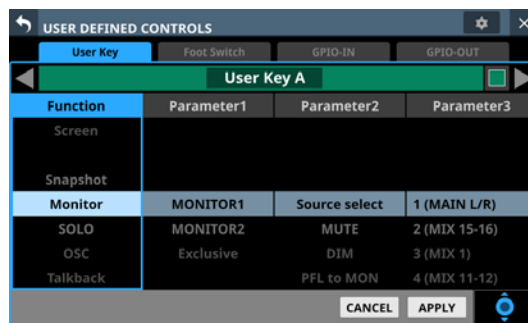 USER DEFINED CONTROLS
User Key Foot Switch GPIO-IN GPIO-OUT
User Key A
Function Parameter1 Parameter2 Parameter3
Screen
Snapshot
Monitor MONITOR1 Source select 1 (MAIN L/R)
SOLO MONITOR2 MUTE 2 (MIX 15-16)
OSC Exclusive DIM 3 (MIX 1)
Talkback PFL to MON 4 (MIX 11-12)
CANCEL APPLY